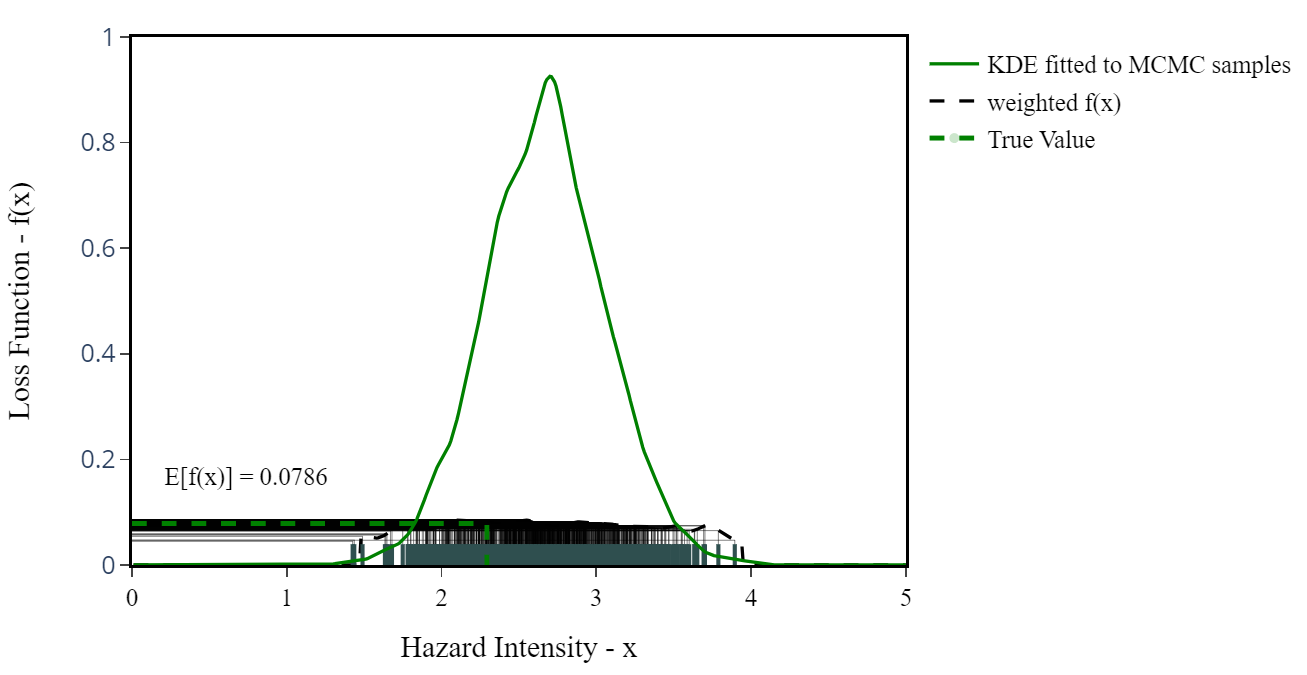 1
0.8
0.6
0.4
0.2
0
Loss Function - f(x)
E[f(x)] = 0.0786
0 1 2 3 4 5
Hazard Intensity - x
KDE fitted to MCMC samples
weighted f(x)
True Value